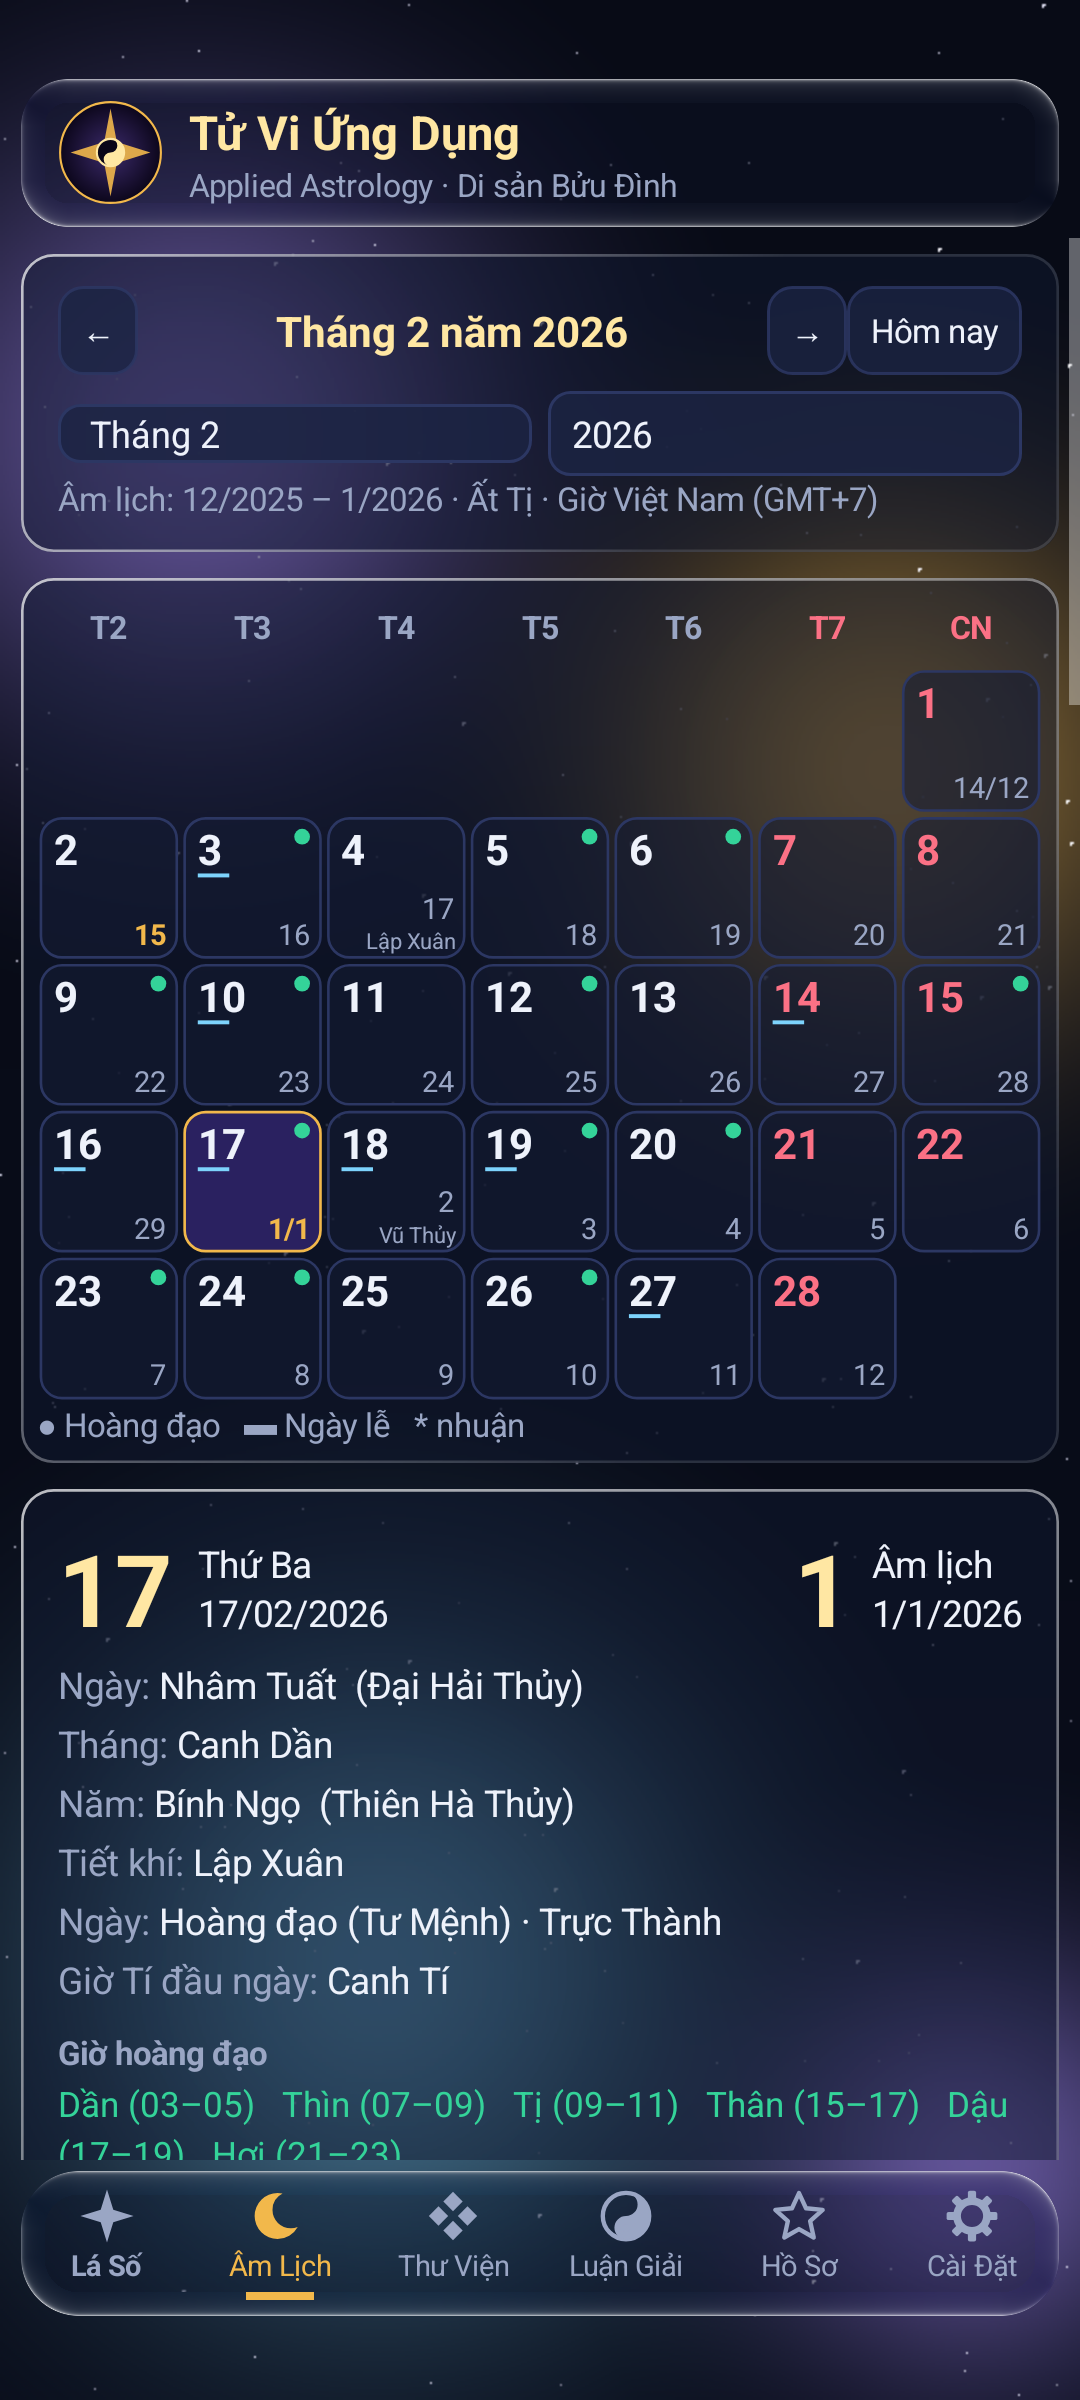 Tử Vi Ứng Dụng
Applied Astrology · Di sản Bửu Đình
← Tháng 2 năm 2026 → Hôm nay
Tháng 2 2026
Âm lịch: 12/2025 – 1/2026 · Ất Tị · Giờ Việt Nam (GMT+7)
T2 T3 T4 T5 T6 T7 CN
1
14/12
2 3 4 5 6 7 8
15 16 17 18 19 20 21
Lập Xuân
9 10 11 12 13 14 15
22 23 24 25 26 27 28
16 17 18 19 20 21 22
29 1/1 2 3 4 5 6
Vũ Thủy
23 24 25 26 27 28
7 8 9 10 11 12
● Hoàng đạo ▬ Ngày lễ * nhuận
17 Thứ Ba 1 Âm lịch
17/02/2026 1/1/2026
Ngày: Nhâm Tuất (Đại Hải Thủy)
Tháng: Canh Dần
Năm: Bính Ngọ (Thiên Hà Thủy)
Tiết khí: Lập Xuân
Ngày: Hoàng đạo (Tư Mệnh) · Trực Thành
Giờ Tí đầu ngày: Canh Tí
Giờ hoàng đạo
Dần (03–05) Thìn (07–09) Tị (09–11) Thân (15–17) Dậu
(17–19) Hợi (21–23)
Lá Số Âm Lịch Thư Viện Luận Giải Hồ Sơ Cài Đặt